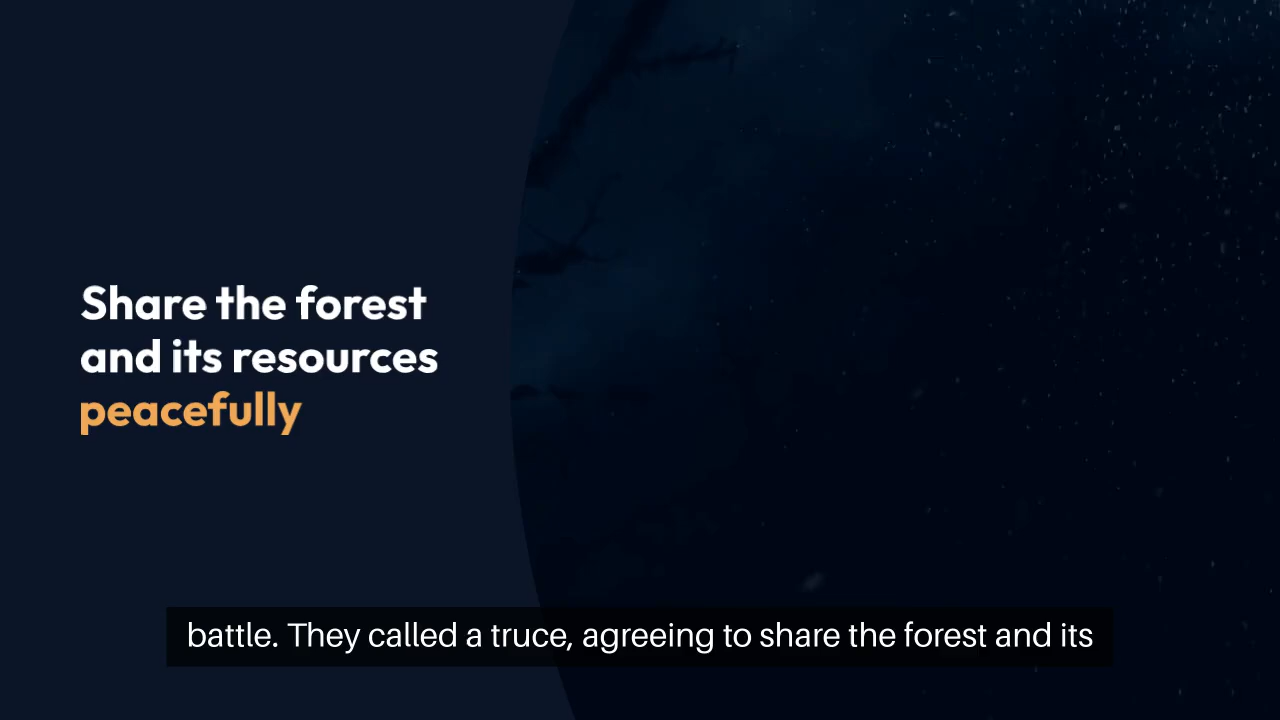 Share the forest
and its resources
peacefully
battle. They called a truce, agreeing to share the forest and its